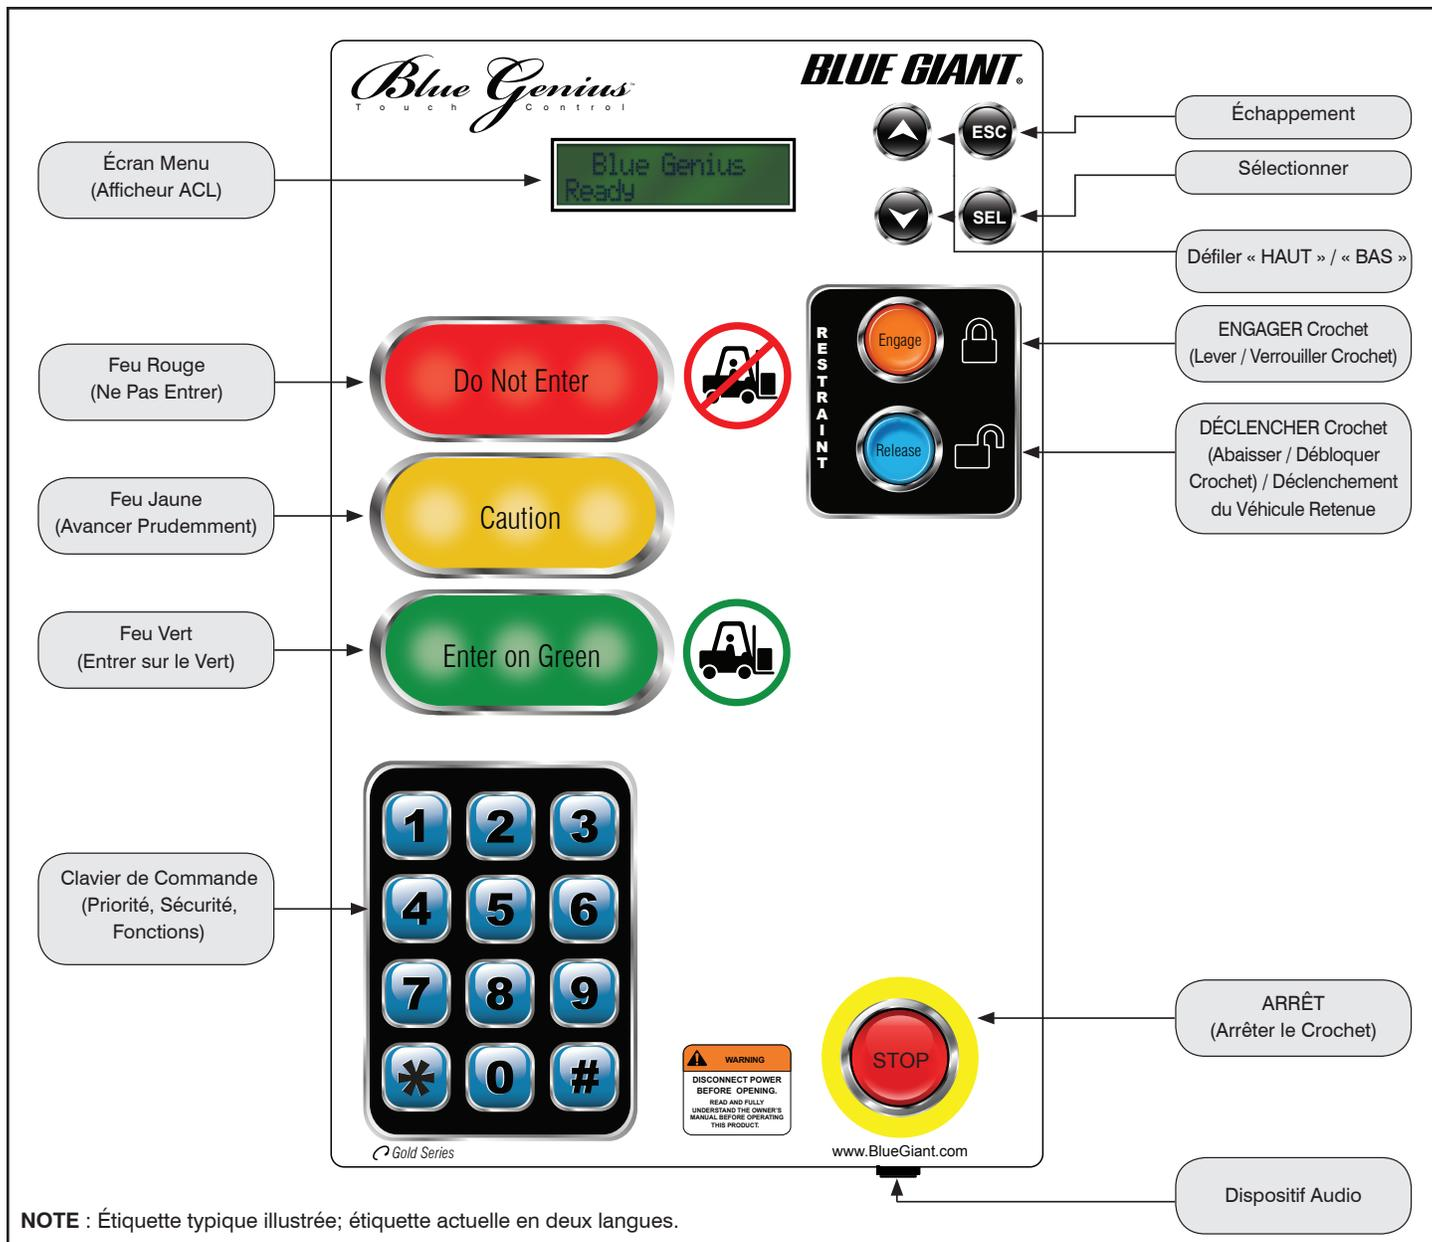 Blue Genius™
Touch Control
BLUE GIANT®
Écran Menu
(Afficheur ACL)
Blue Genius
Ready
ESC
SEL
Échappement
Sélectionner
Défiler « HAUT » / « BAS »
Feu Rouge
(Ne Pas Entrer)
Do Not Enter
RESTRAINT
Engage
Release
ENGAGER Crochet
(Lever / Verrouiller Crochet)
DÉCLENCHER Crochet
(Abaisser / Débloquer
Crochet) / Déclenchement
du Véhicule Retenue
Feu Jaune
(Avancer Prudemment)
Caution
Feu Vert
(Entrer sur le Vert)
Enter on Green
Clavier de Commande
(Priorité, Sécurité,
Fonctions)
1 2 3
4 5 6
7 8 9
* 0 #
Gold Series
WARNING
DISCONNECT POWER
BEFORE OPENING.
READ AND FULLY
UNDERSTAND THE OWNER'S
MANUAL BEFORE OPERATING
THIS PRODUCT.
STOP
ARRÊT
(Arrêter le Crochet)
www.BlueGiant.com
Dispositif Audio
NOTE : Étiquette typique illustrée; étiquette actuelle en deux langues.